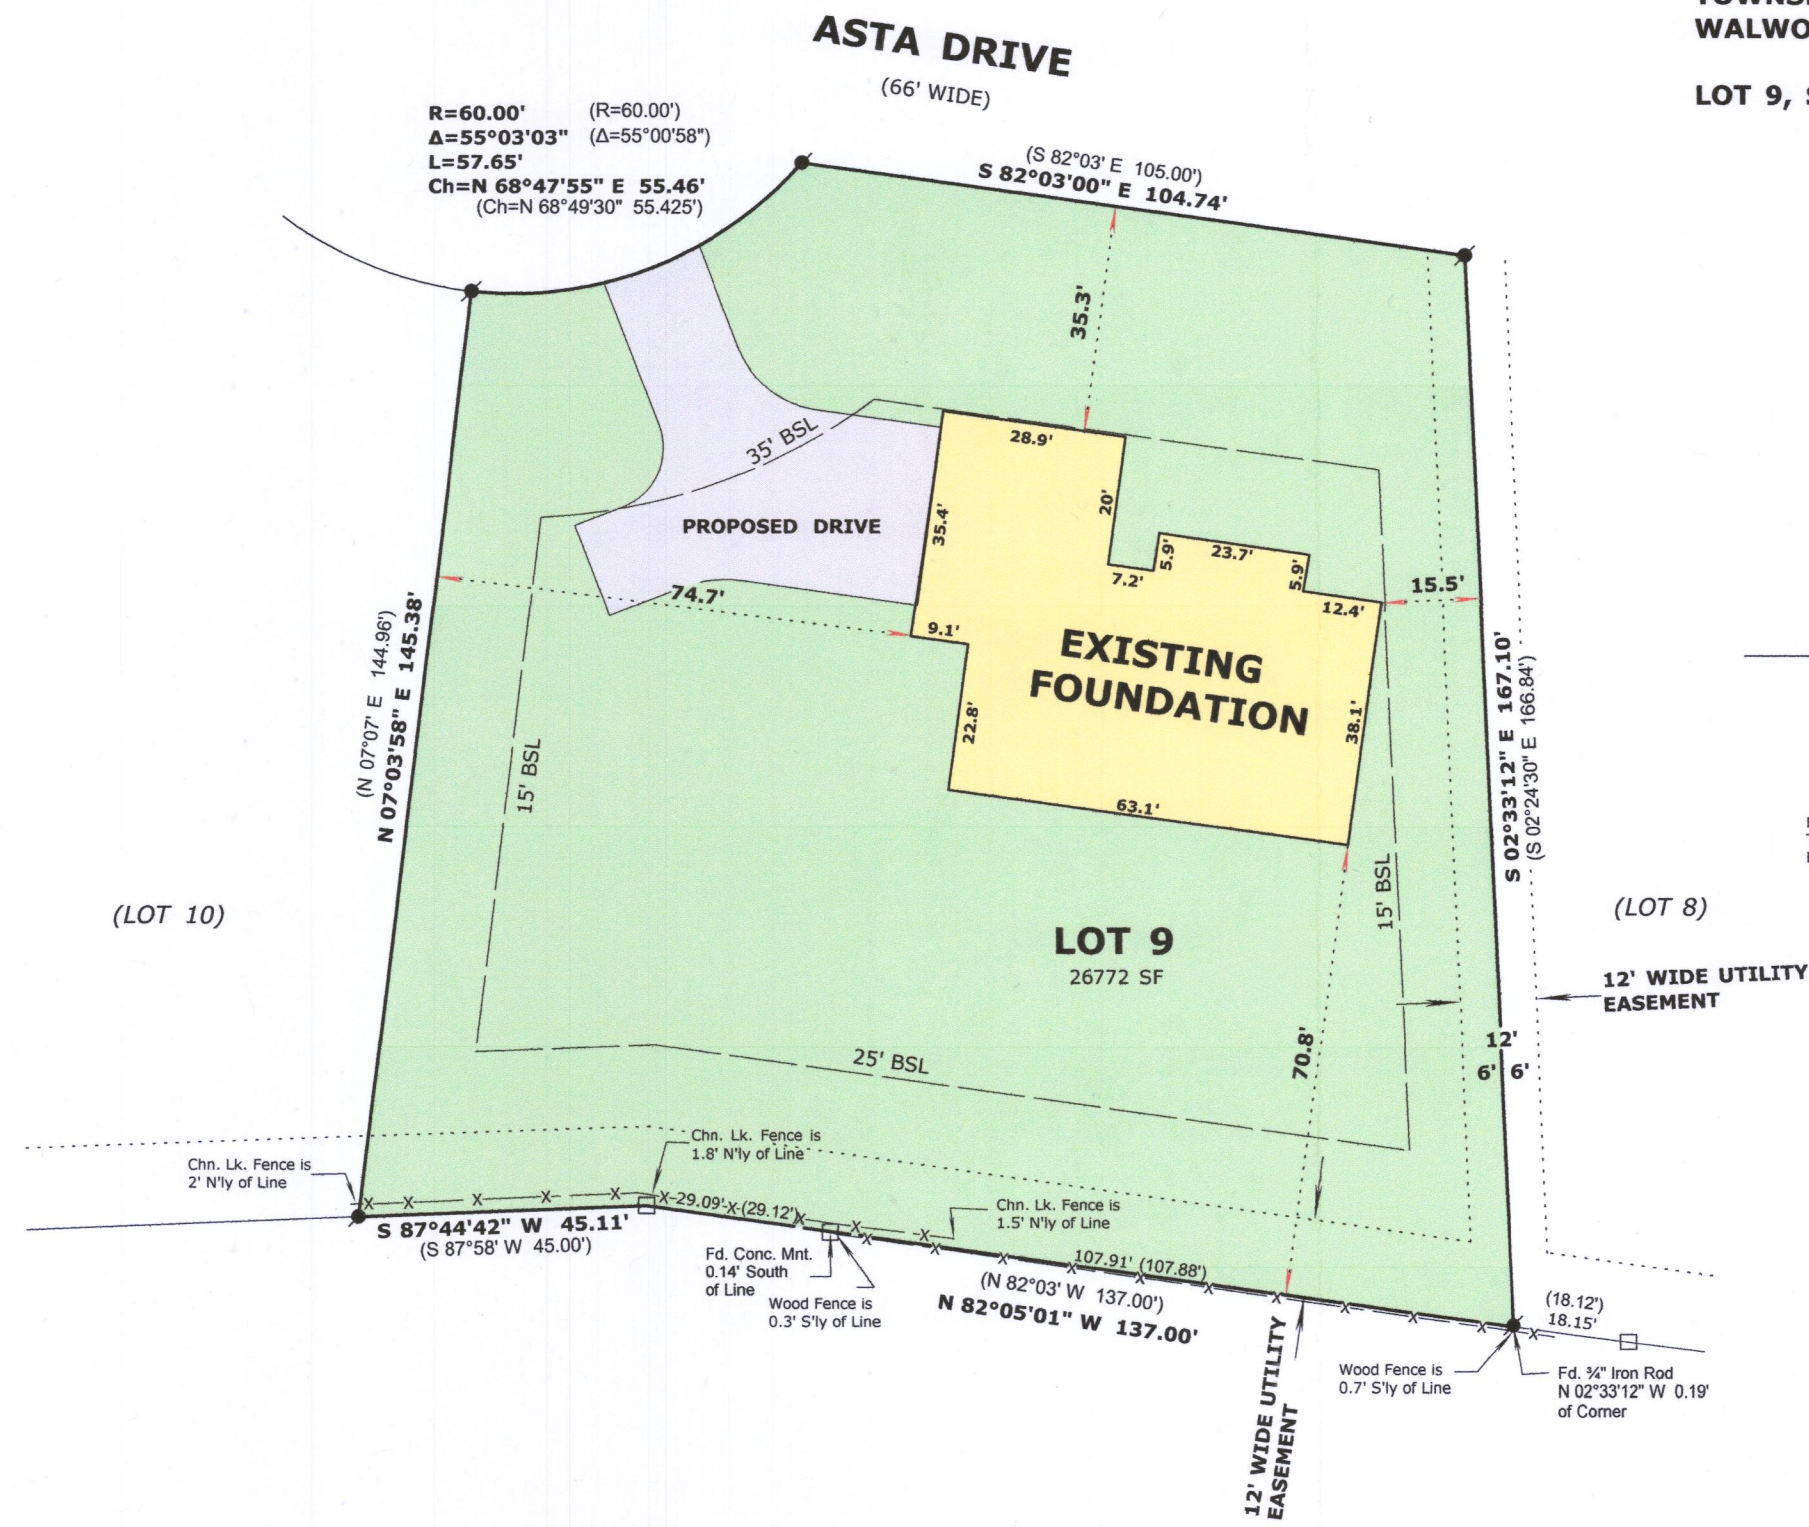 ASTA DRIVE
(66' WIDE)
WALWO
LOT 9,
R=60.00' (R=60.00')
Δ=55°03'03" (Δ=55°00'58")
L=57.65'
Ch=N 68°47'55" E 55.46'
(Ch=N 68°49'30" 55.425')
(S 82°03' E 105.00')
S 82°03'00" E 104.74'
35.3'
35' BSL
28.9'
20'
35.4'
PROPOSED DRIVE
5.9'
23.7'
5.9'
7.2'
12.4'
15.5'
74.7'
9.1'
EXISTING
FOUNDATION
22.8'
38.1'
63.1'
(N 07°07' E 144.96')
N 07°03'58" E 145.38'
15' BSL
S 02°33'12" E 167.10'
(S 02°24'30" E 166.84')
15' BSL
(LOT 10)
(LOT 8)
LOT 9
26772 SF
12' WIDE UTILITY
EASEMENT
12'
6' 6'
70.8'
25' BSL
Chn. Lk. Fence is
1.8' N'ly of Line
Chn. Lk. Fence is
2' N'ly of Line
29.09' (29.12')
Chn. Lk. Fence is
1.5' N'ly of Line
S 87°44'42" W 45.11'
(S 87°58' W 45.00')
Fd. Conc. Mnt.
0.14' South
of Line
Wood Fence is
0.3' S'ly of Line
107.91' (107.88')
(N 82°03' W 137.00')
N 82°05'01" W 137.00'
(18.12')
18.15'
12' WIDE UTILITY
EASEMENT
Wood Fence is
0.7' S'ly of Line
Fd. ¾" Iron Rod
N 02°33'12" W 0.19'
of Corner